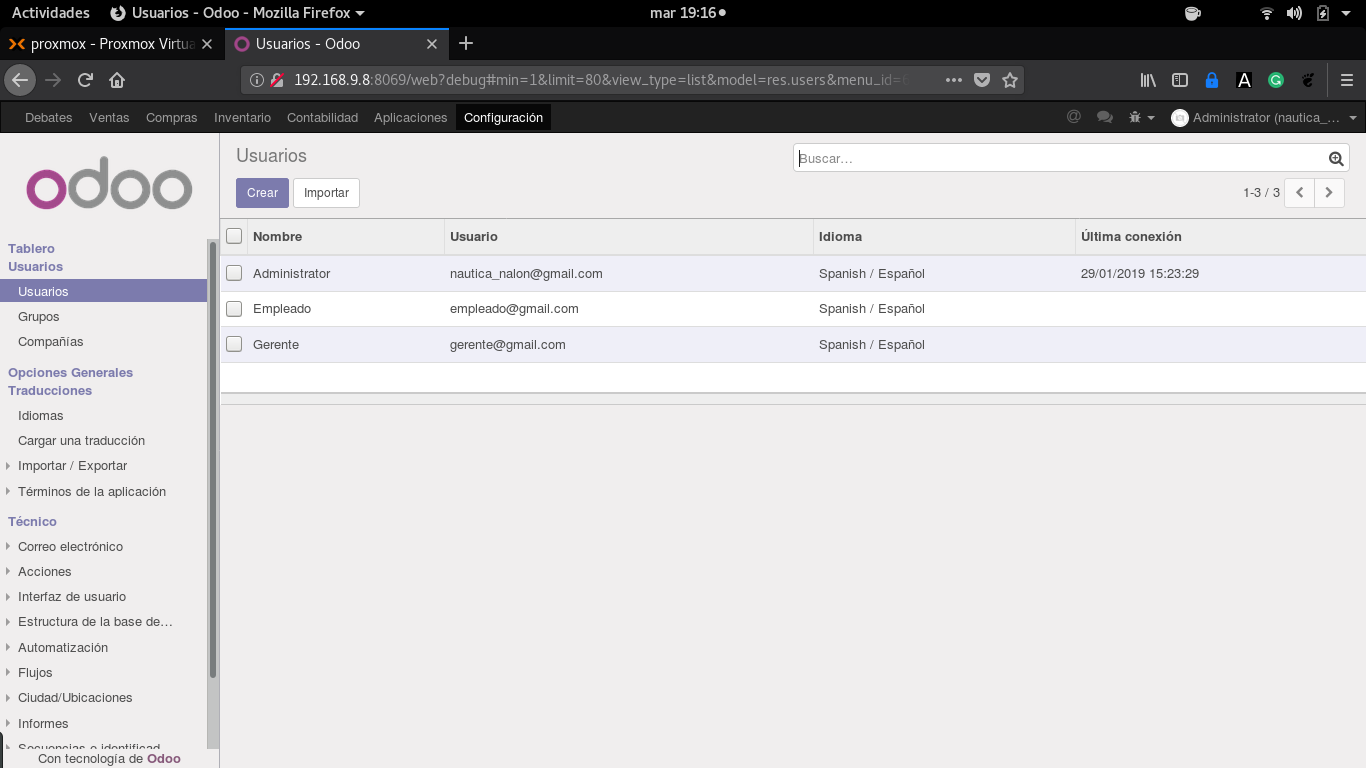 Actividades Usuarios - Odoo - Mozilla Firefox mar 19:16
proxmox - Proxmox Virtua Usuarios - Odoo
192.168.9.8:8069/web?debug#min=1&limit=80&view_type=list&model=res.users&menu_id=
Debates Ventas Compras Inventario Contabilidad Aplicaciones Configuración @ Administrator (nautica_...
odoo
Usuarios
Buscar...
Crear Importar
1-3 / 3
Tablero
Usuarios
Usuarios
Grupos
Compañías
Opciones Generales
Traducciones
Idiomas
Cargar una traducción
Importar / Exportar
Términos de la aplicación
Técnico
Correo electrónico
Acciones
Interfaz de usuario
Estructura de la base de...
Automatización
Flujos
Ciudad/Ubicaciones
Informes
Secuencias e identificad
Con tecnología de Odoo
Nombre Usuario Idioma Última conexión
Administrator nautica_nalon@gmail.com Spanish / Español 29/01/2019 15:23:29
Empleado empleado@gmail.com Spanish / Español
Gerente gerente@gmail.com Spanish / Español